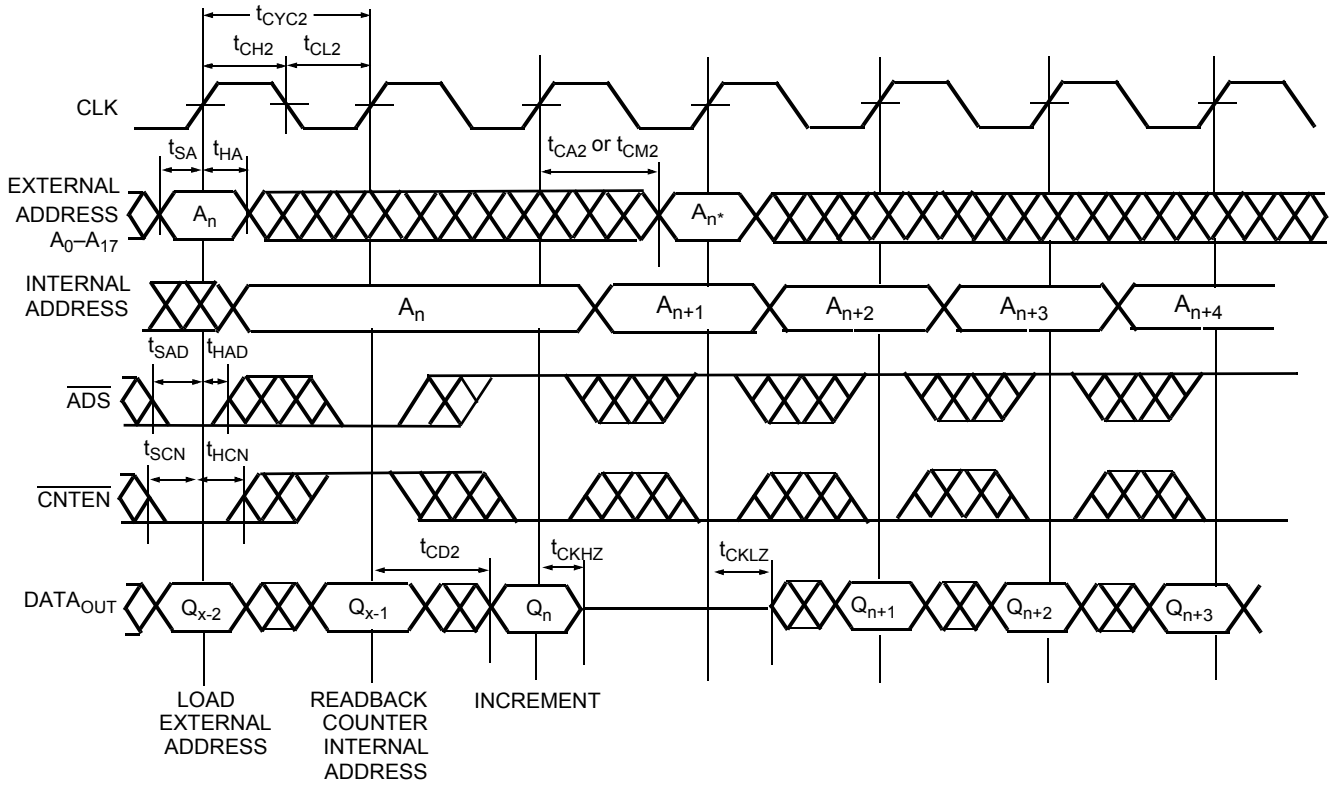 tCYC2
tCH2 tCL2
CLK
tSA tHA tCA2 or tCM2
EXTERNAL
ADDRESS
A0–A17
An An*
INTERNAL
ADDRESS
An An+1 An+2 An+3 An+4
tSAD tHAD
ADS
tSCN tHCN
CNTEN
tCD2 tCKHZ tCKLZ
DATAOUT Qx-2 Qx-1 Qn Qn+1 Qn+2 Qn+3
LOAD
EXTERNAL
ADDRESS
READBACK
COUNTER
INTERNAL
ADDRESS
INCREMENT